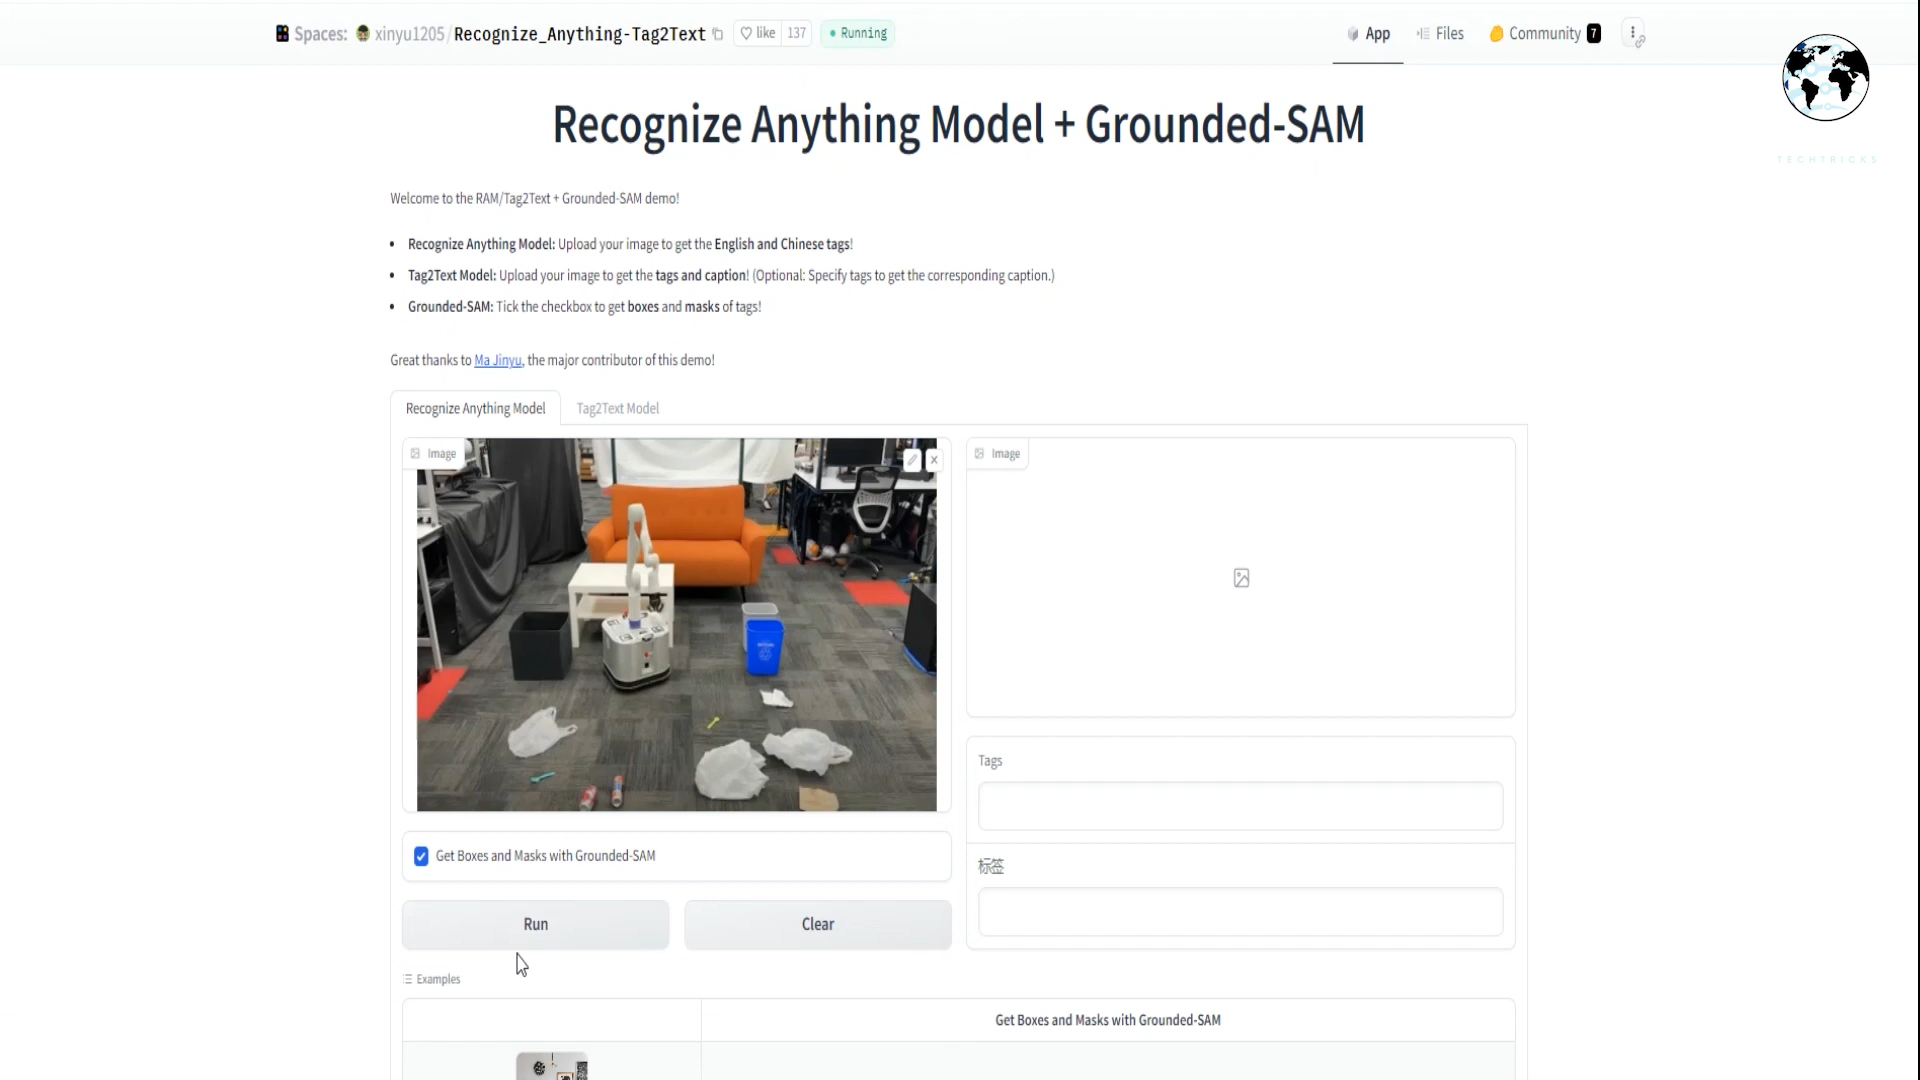 Spaces: xinyu1205/Recognize_Anything-Tag2Text like 137 Running App Files Community 7
TECHTRICKS
Recognize Anything Model + Grounded-SAM
Welcome to the RAM/Tag2Text + Grounded-SAM demo!
Recognize Anything Model: Upload your image to get the English and Chinese tags!
Tag2Text Model: Upload your image to get the tags and caption! (Optional: Specify tags to get the corresponding caption.)
Grounded-SAM: Tick the checkbox to get boxes and masks of tags!
Great thanks to Ma Jinyu, the major contributor of this demo!
Recognize Anything Model Tag2Text Model
Image
Image
Tags
Get Boxes and Masks with Grounded-SAM
标签
Run Clear
Examples
Get Boxes and Masks with Grounded-SAM